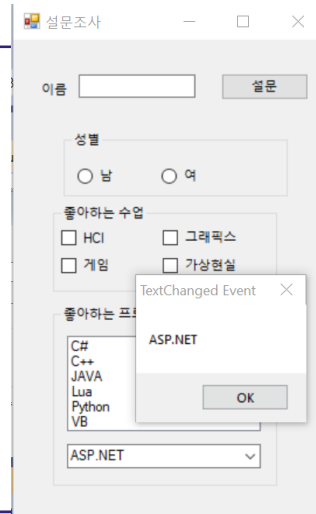 설문조사
이름
설문
성별
남
여
좋아하는 수업
HCI
그래픽스
게임
가상현실
TextChanged Event
ASP.NET
OK
좋아하는 프
C#
C++
JAVA
Lua
Python
VB
ASP.NET